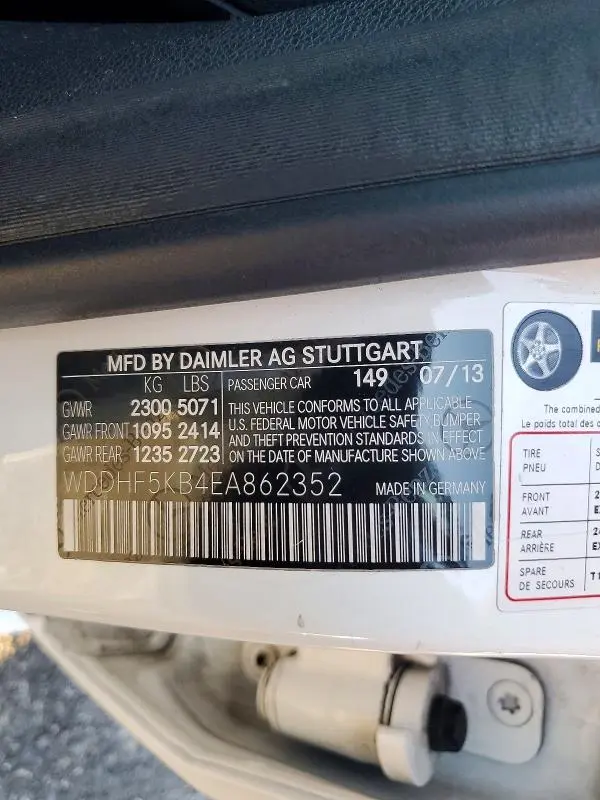 MFD BY DAIMLER AG STUTTGART
KG LBS
PASSENGER CAR 149 07/13
GVWR 2300 5071
GAWR FRONT 1095 2414
GAWR REAR 1235 2723
THIS VEHICLE CONFORMS TO ALL APPLICABLE
U.S. FEDERAL MOTOR VEHICLE SAFETY, BUMPER
AND THEFT PREVENTION STANDARDS IN EFFECT
ON THE DATE OF MANUFACTURE SHOWN ABOVE
WDDHF5KB4EA862352 MADE IN GERMANY
The combined
Le poids total des
TIRE
PNEU
FRONT
AVANT
REAR
ARRIÈRE
SPARE
DE SECOURS